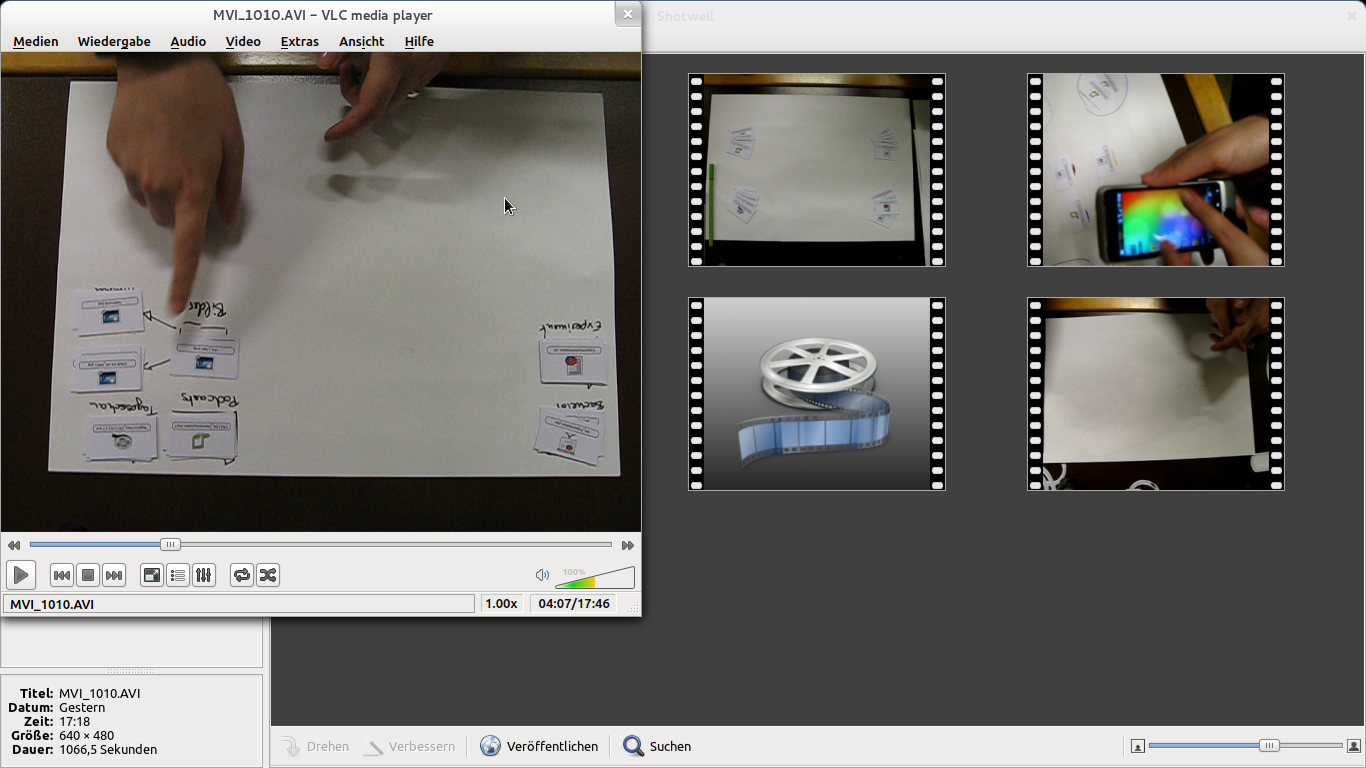 MVI_1010.AVI – VLC media player
Shotwell
Medien Wiedergabe Audio Video Extras Ansicht Hilfe
Bilder
Experiment
Podcasts
100%
MVI_1010.AVI 1.00x 04:07/17:46
Titel: MVI_1010.AVI
Datum: Gestern
Zeit: 17:18
Größe: 640 × 480
Dauer: 1066,5 Sekunden
Drehen Verbessern Veröffentlichen Suchen